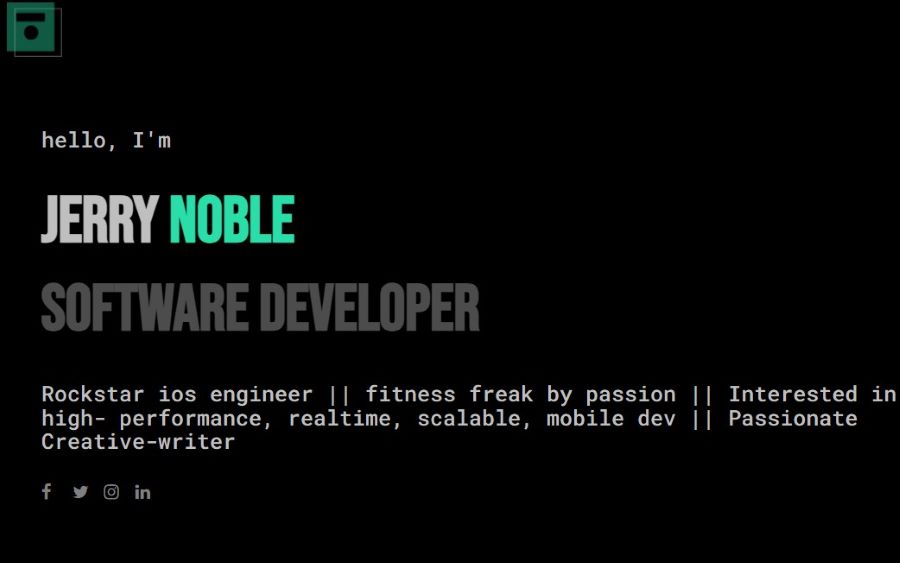 hello, I'm
JERRY NOBLE
SOFTWARE DEVELOPER
Rockstar ios engineer || fitness freak by passion || Interested in
high- performance, realtime, scalable, mobile dev || Passionate
Creative-writer